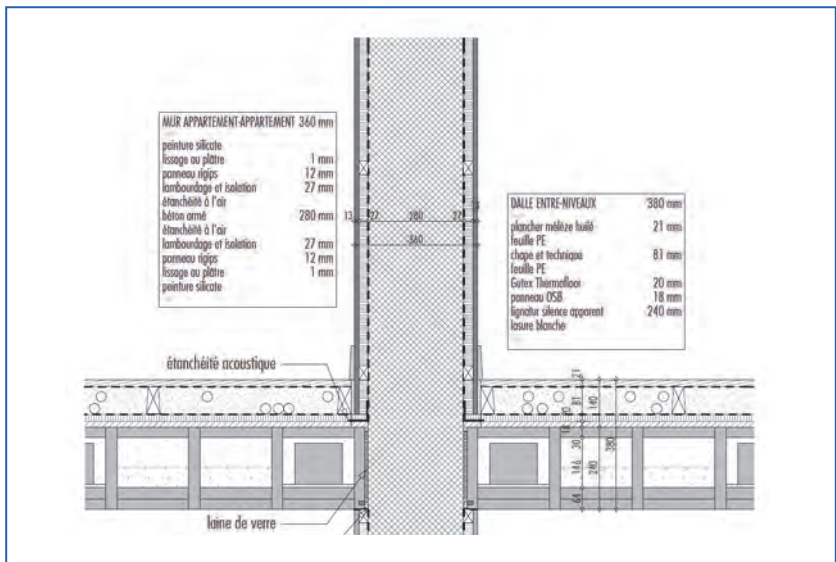 MUR APPARTEMENT-APPARTEMENT 360 mm
peinture silicate
lissage au plâtre 1 mm
panneau rigips 12 mm
lambourdage et isolation 27 mm
étanchéité à l'air
béton armé 280 mm
étanchéité à l'air
lambourdage et isolation 27 mm
panneau rigips 12 mm
lissage au plâtre 1 mm
peinture silicate
13 27 280 27
360
DALLE ENTRE-NIVEAUX 380 mm
plancher mélèze huilé 21 mm
feuille PE
chape et technique 81 mm
feuille PE
Gutex Thermofloor 20 mm
panneau OSB 18 mm
lignatur silence apparent 240 mm
lasure blanche
étanchéité acoustique
21
81
20
140
18
30
146
64
240
380
laine de verre